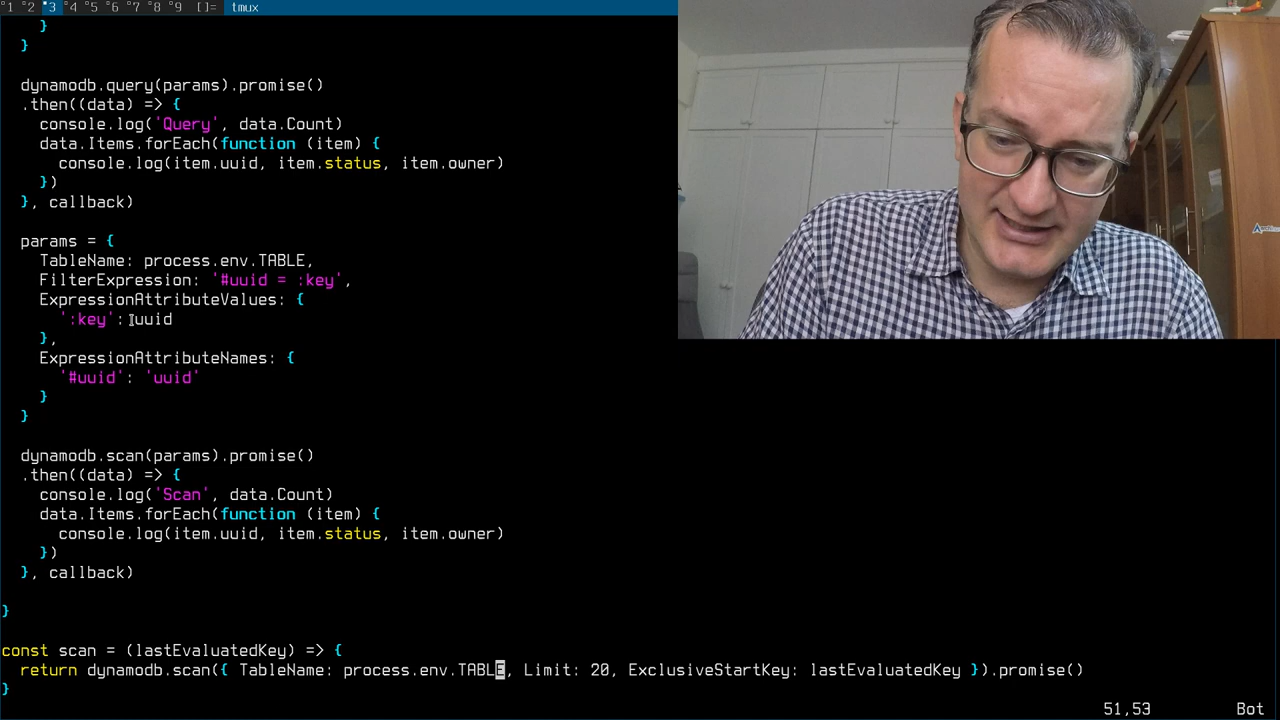 1 2 3 4 5 6 7 8 9 []= tmux
    }
  }
  dynamodb.query(params).promise()
  .then((data) => {
    console.log('Query', data.Count)
    data.Items.forEach(function (item) {
      console.log(item.uuid, item.status, item.owner)
    })
  }, callback)
  params = {
    TableName: process.env.TABLE,
    FilterExpression: '#uuid = :key',
    ExpressionAttributeValues: {
      ':key': uuid
    },
    ExpressionAttributeNames: {
      '#uuid': 'uuid'
    }
  }
  dynamodb.scan(params).promise()
  .then((data) => {
    console.log('Scan', data.Count)
    data.Items.forEach(function (item) {
      console.log(item.uuid, item.status, item.owner)
    })
  }, callback)
}
const scan = (lastEvaluatedKey) => {
  return dynamodb.scan({ TableName: process.env.TABLE, Limit: 20, ExclusiveStartKey: lastEvaluatedKey }).promise()
}
51,53 Bot